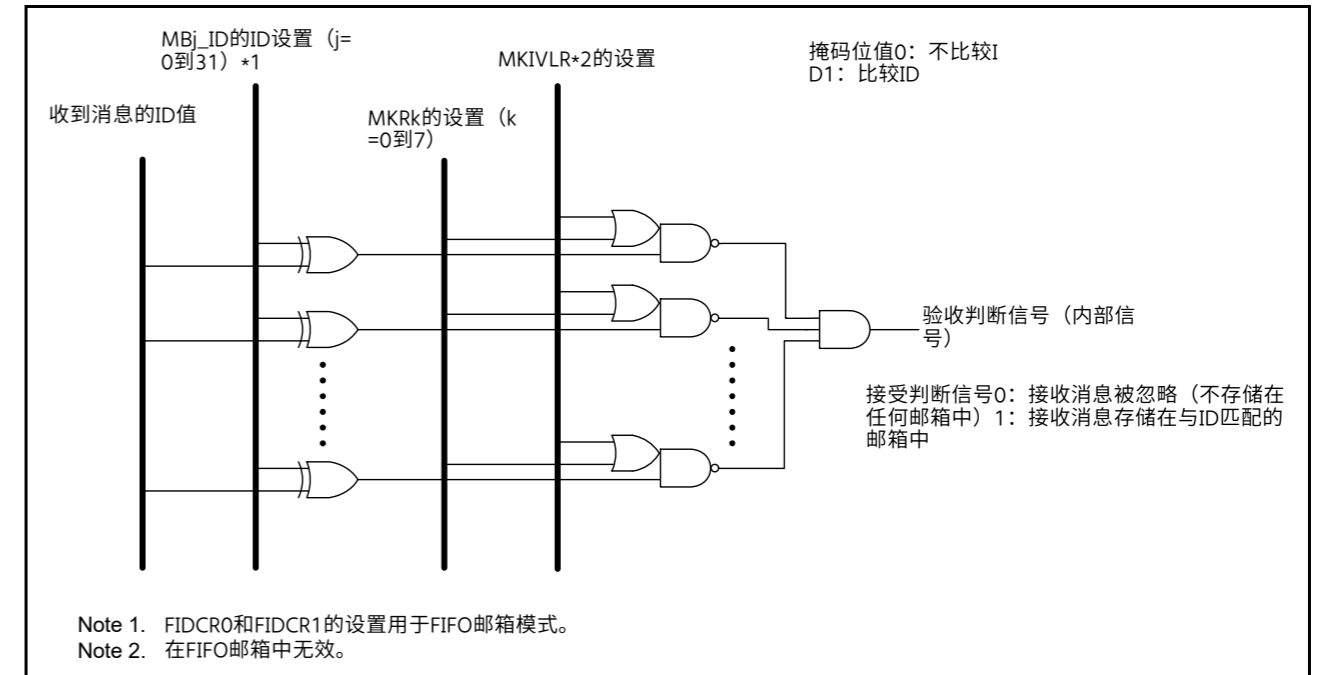 MBj_ID的ID设置（j=
0到31）*1
MKIVLR*2的设置
掩码位值0：不比较I
D1：比较ID
收到消息的ID值
MKRk的设置（k
=0到7）
验收判断信号（内部信
号）
接受判断信号0：接收消息被忽略（不存储在
任何邮箱中）1：接收消息存储在与ID匹配的
邮箱中
Note 1. FIDCR0和FIDCR1的设置用于FIFO邮箱模式。
Note 2. 在FIFO邮箱中无效。